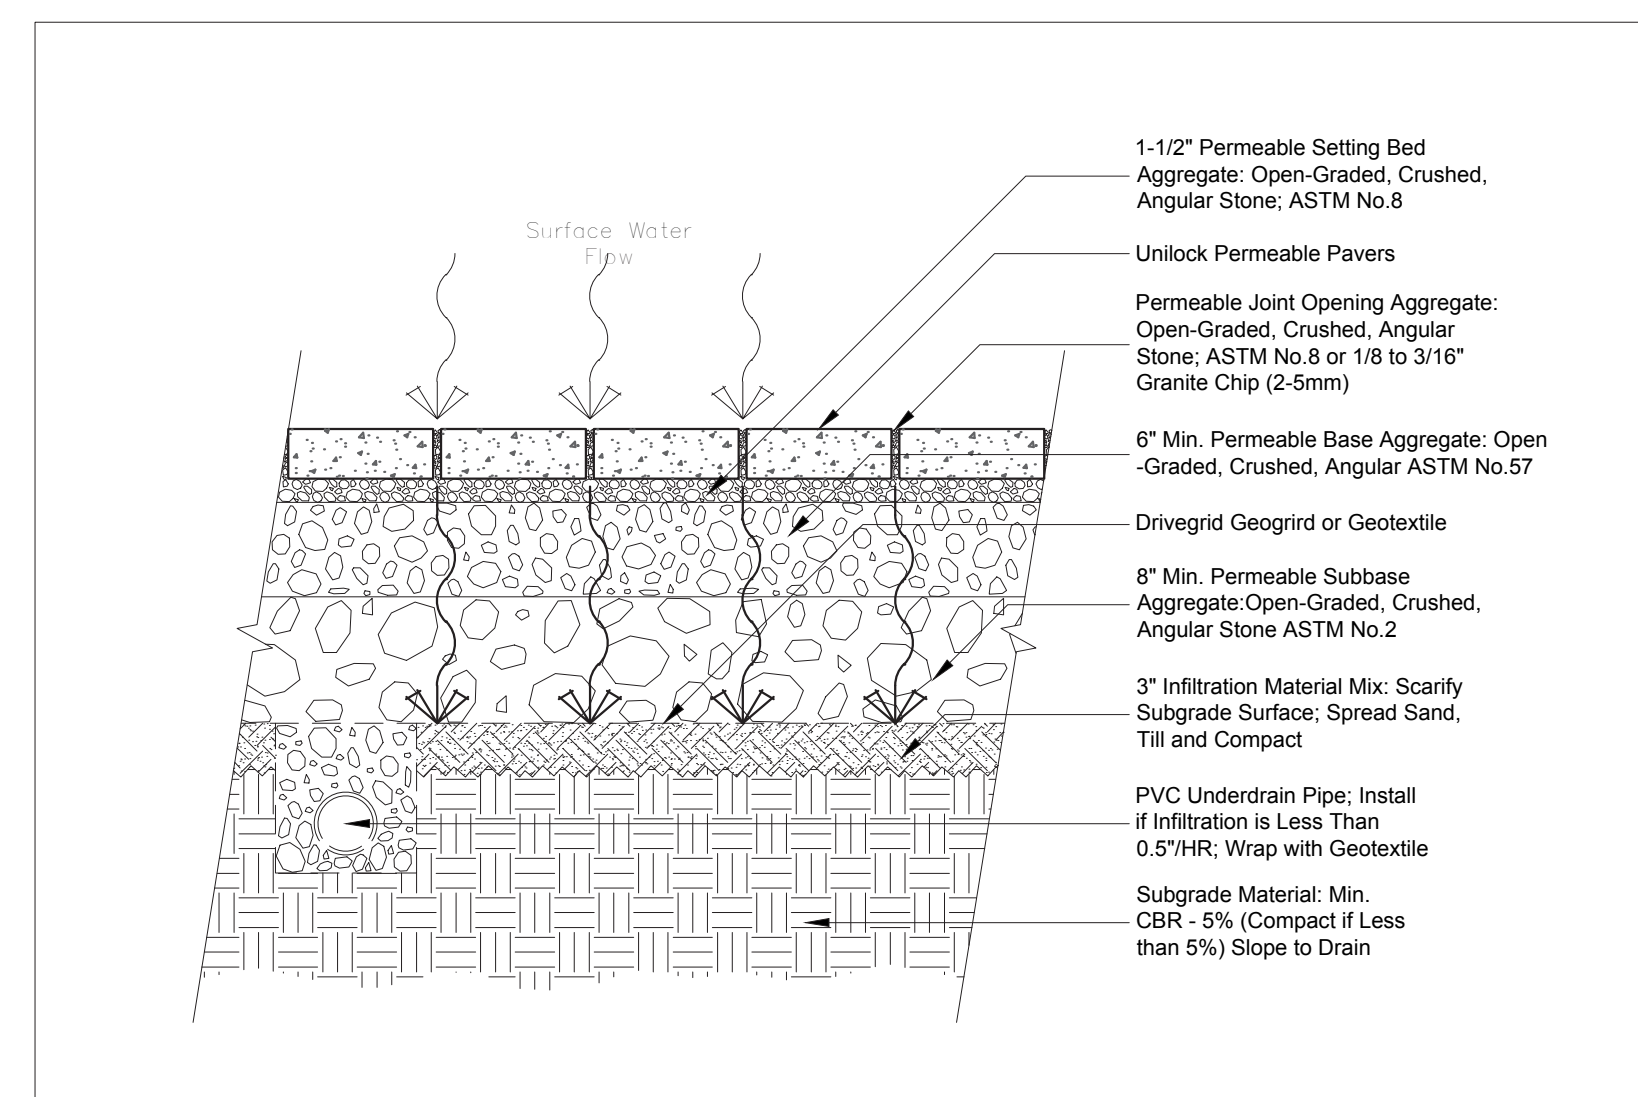 Surface Water
Flow
1-1/2" Permeable Setting Bed
Aggregate: Open-Graded, Crushed,
Angular Stone; ASTM No.8
Unilock Permeable Pavers
Permeable Joint Opening Aggregate:
Open-Graded, Crushed, Angular
Stone; ASTM No.8 or 1/8 to 3/16"
Granite Chip (2-5mm)
6" Min. Permeable Base Aggregate: Open
-Graded, Crushed, Angular ASTM No.57
Drivegrid Geogrird or Geotextile
8" Min. Permeable Subbase
Aggregate:Open-Graded, Crushed,
Angular Stone ASTM No.2
3" Infiltration Material Mix: Scarify
Subgrade Surface; Spread Sand,
Till and Compact
PVC Underdrain Pipe; Install
if Infiltration is Less Than
0.5"/HR; Wrap with Geotextile
Subgrade Material: Min.
CBR - 5% (Compact if Less
than 5%) Slope to Drain